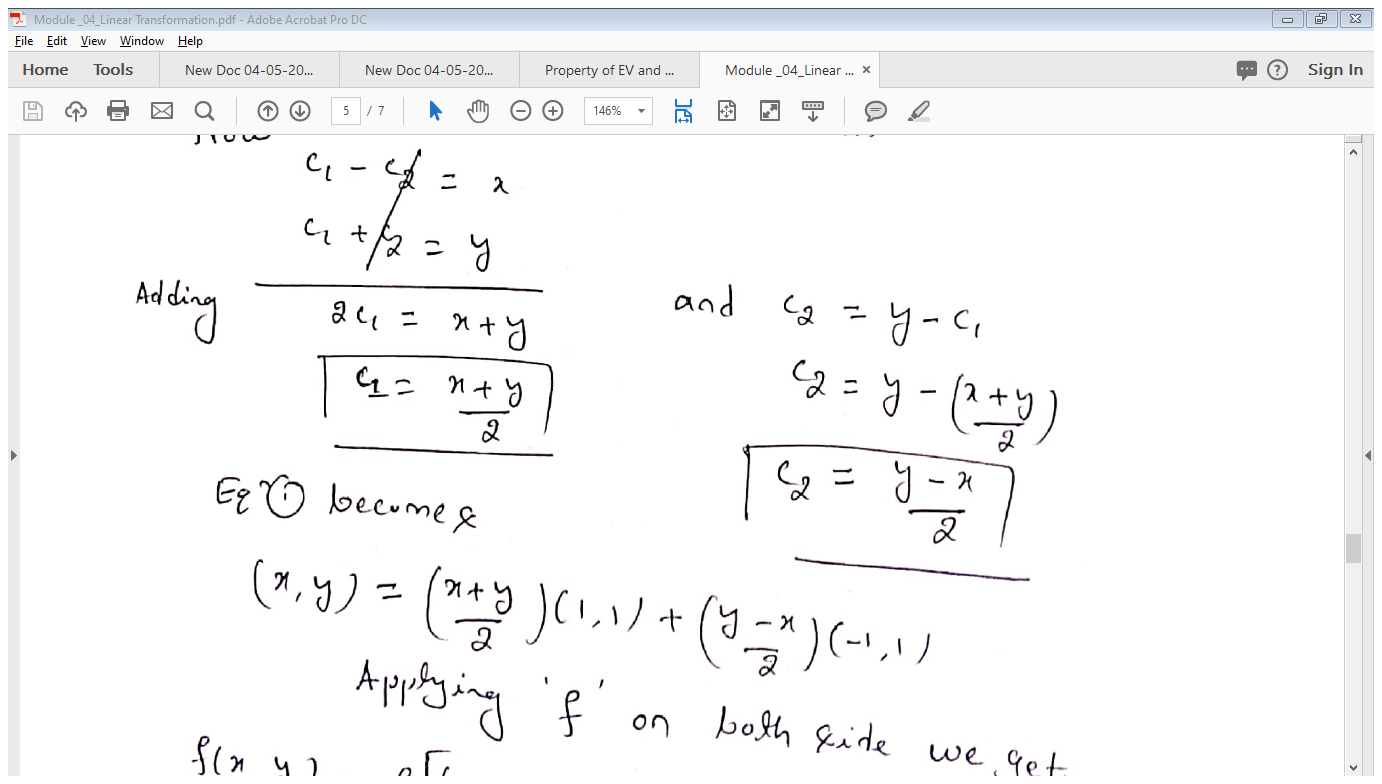 Module _04_Linear Transformation.pdf - Adobe Acrobat Pro DC
File Edit View Window Help
Home Tools New Doc 04-05-20... New Doc 04-05-20... Property of EV and ... Module _04_Linear ... × Sign In
5 / 7 146%
c₁ - c₂ = x
c₁ + c₂ = y
Adding 2c₁ = x+y and c₂ = y - c₁
c₁ = (x+y)/2 c₂ = y - ((x+y)/2)
c₂ = (y-x)/2
Eqⁿ ① becomes
(x, y) = ((x+y)/2)(1,1) + ((y-x)/2)(-1,1)
Applying 'f' on both side we get